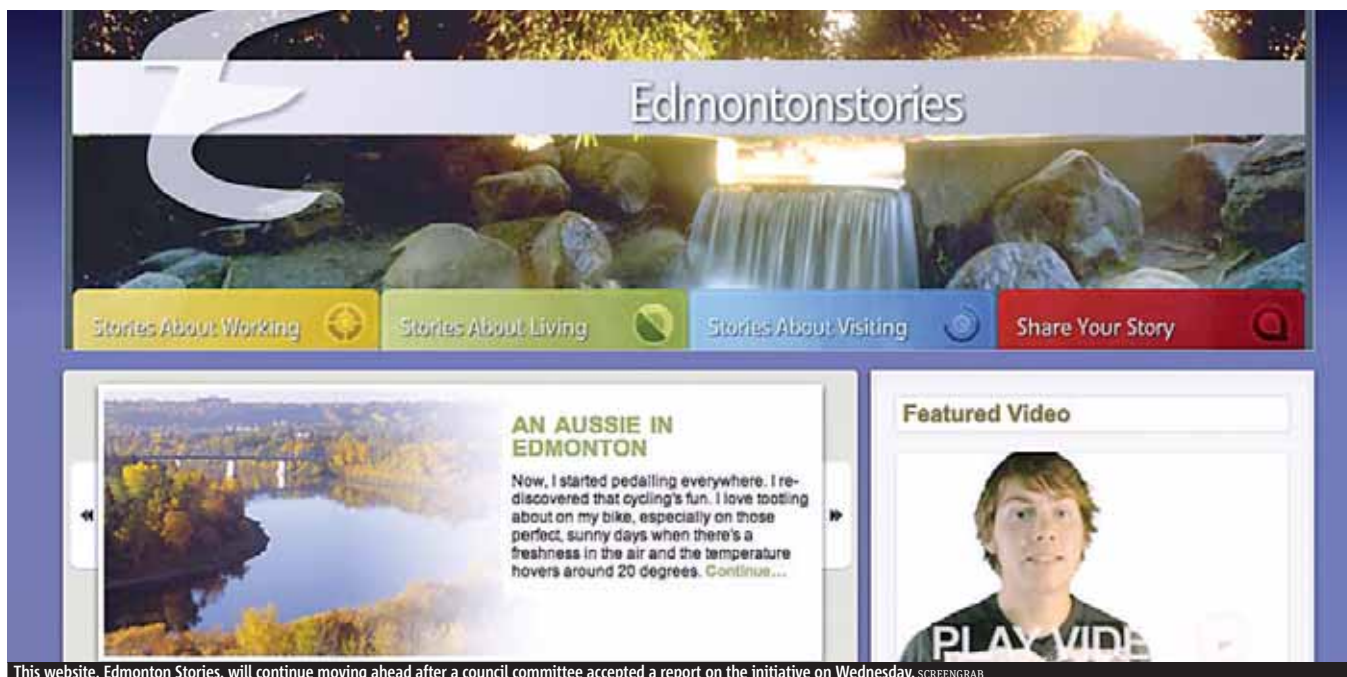 Edmontonstories
Stories About Working
Stories About Living
Stories About Visiting
Share Your Story
AN AUSSIE IN
EDMONTON
Now, I started pedalling everywhere. I re-
discovered that cycling's fun. I love tootling
about on my bike, especially on those
perfect, sunny days when there's a
freshness in the air and the temperature
hovers around 20 degrees. Continue...
Featured Video
PLAY VIDE
This website, Edmonton Stories, will continue moving ahead after a council committee accepted a report on the initiative on Wednesday. SCREENGRAB